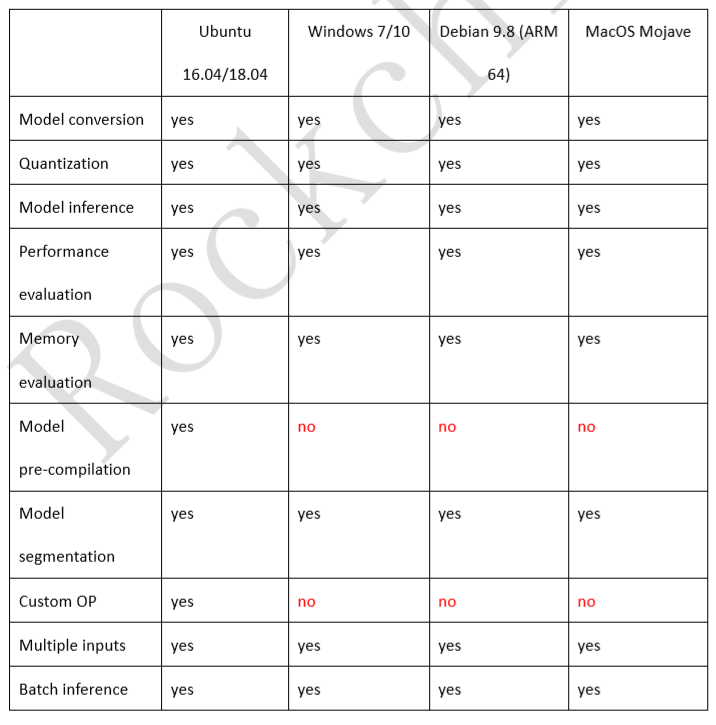 Ubuntu
16.04/18.04
Windows 7/10
Debian 9.8 (ARM
64)
MacOS Mojave
Model conversion yes yes yes yes
Quantization yes yes yes yes
Model inference yes yes yes yes
Performance
evaluation
yes yes yes yes
Memory
evaluation
yes yes yes yes
Model
pre-compilation
yes no no no
Model
segmentation
yes yes yes yes
Custom OP yes no no no
Multiple inputs yes yes yes yes
Batch inference yes yes yes yes
Rockch